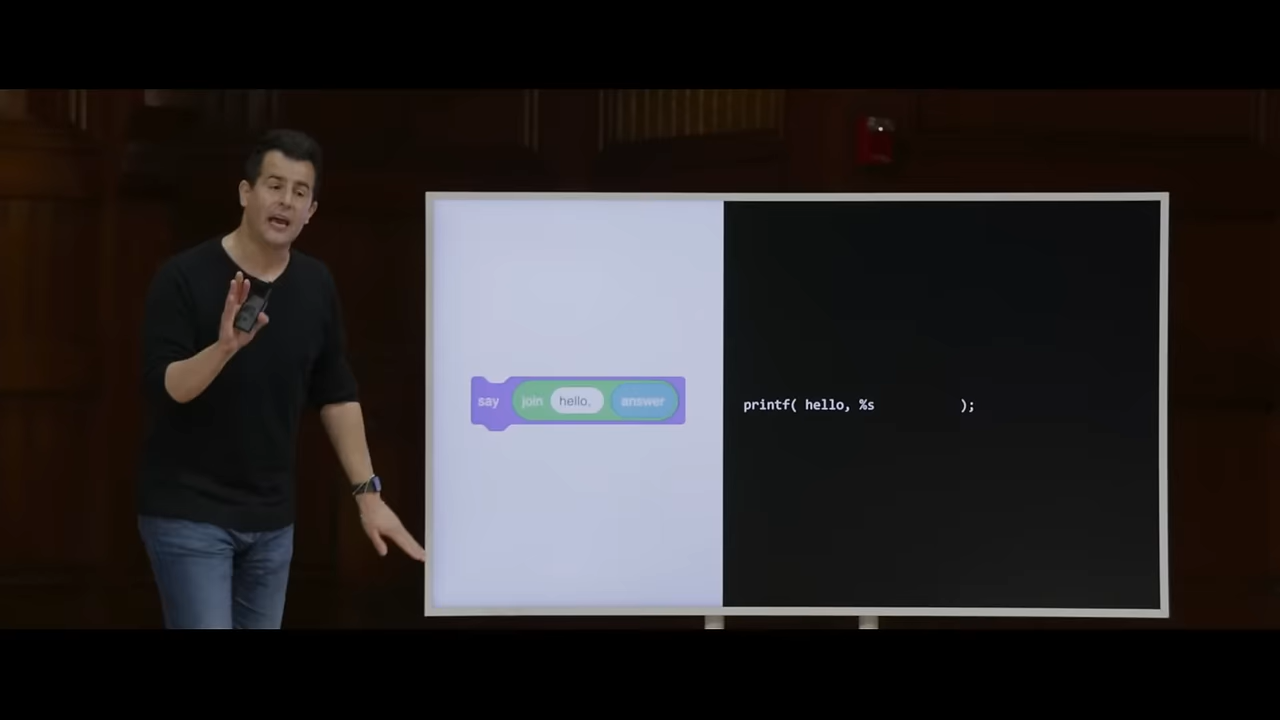 say join hello, answer
printf( hello, %s );